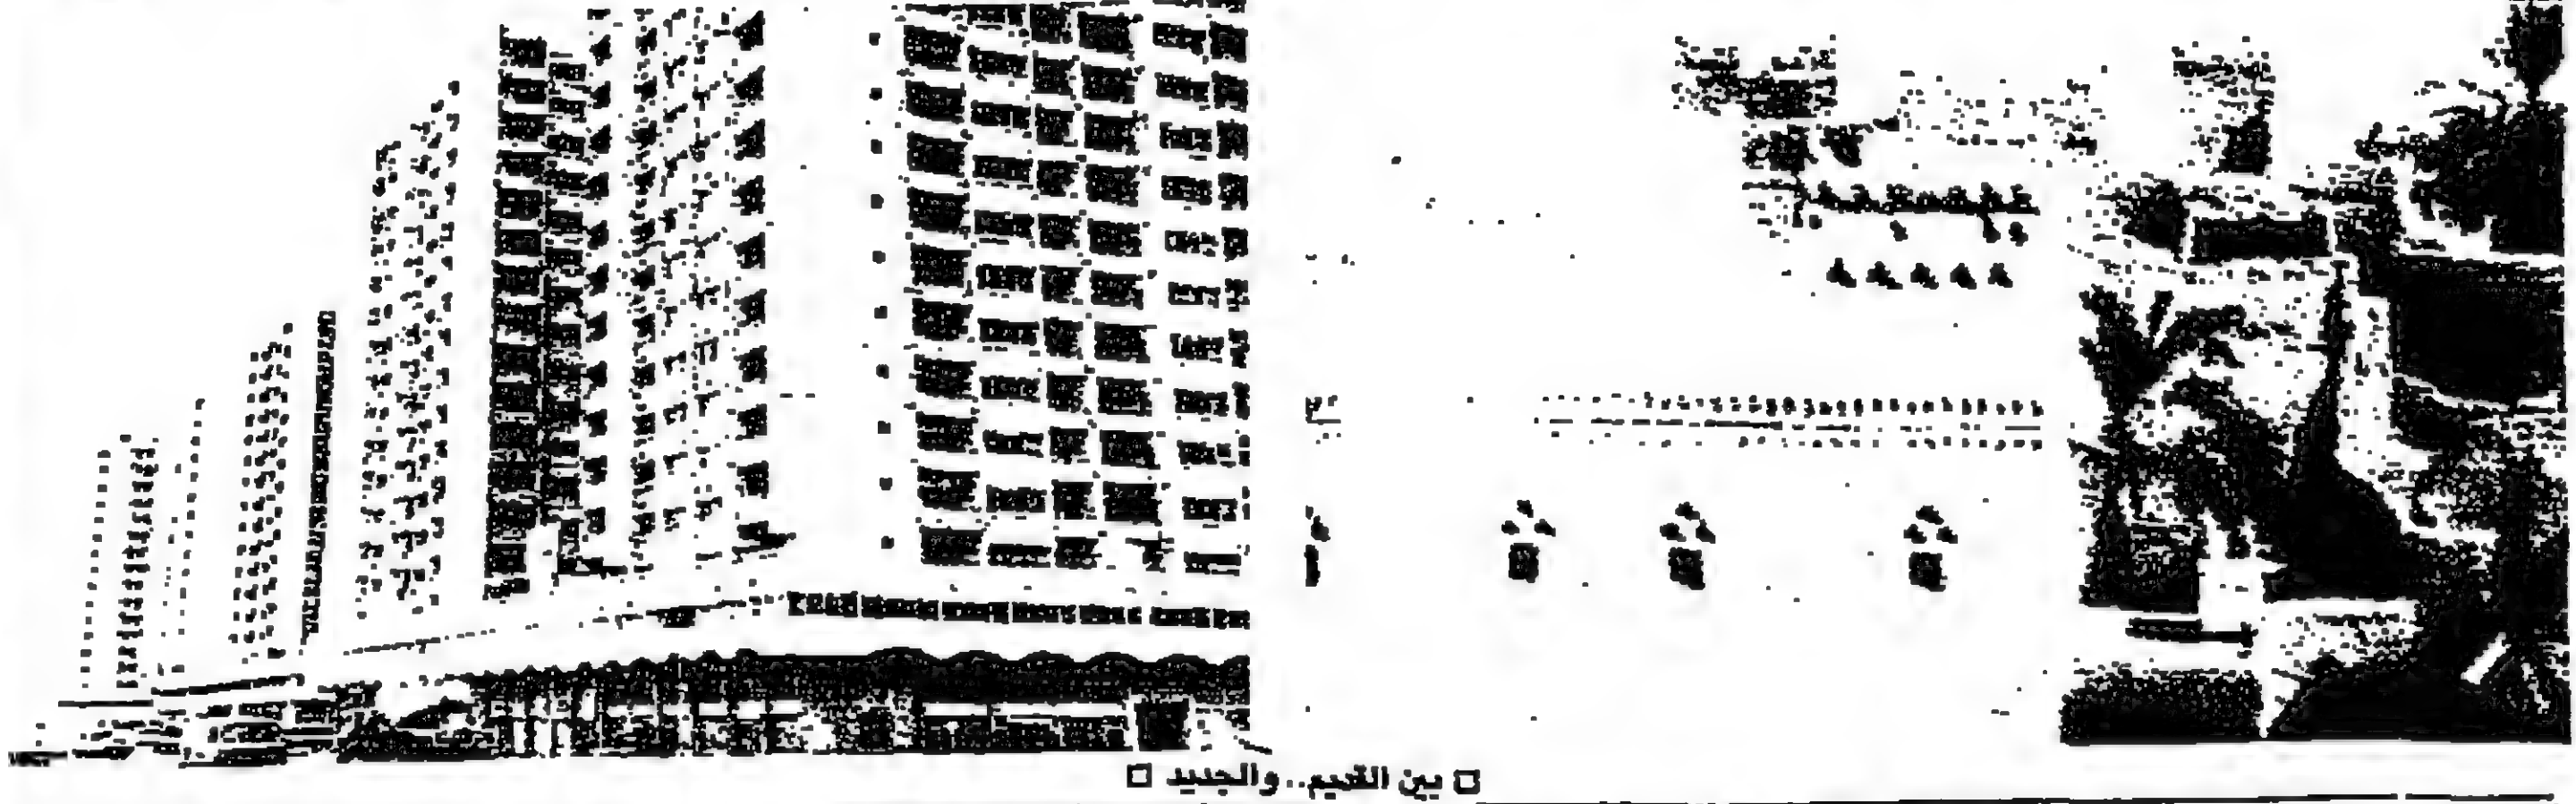 □ بين القديم.. والجديد □